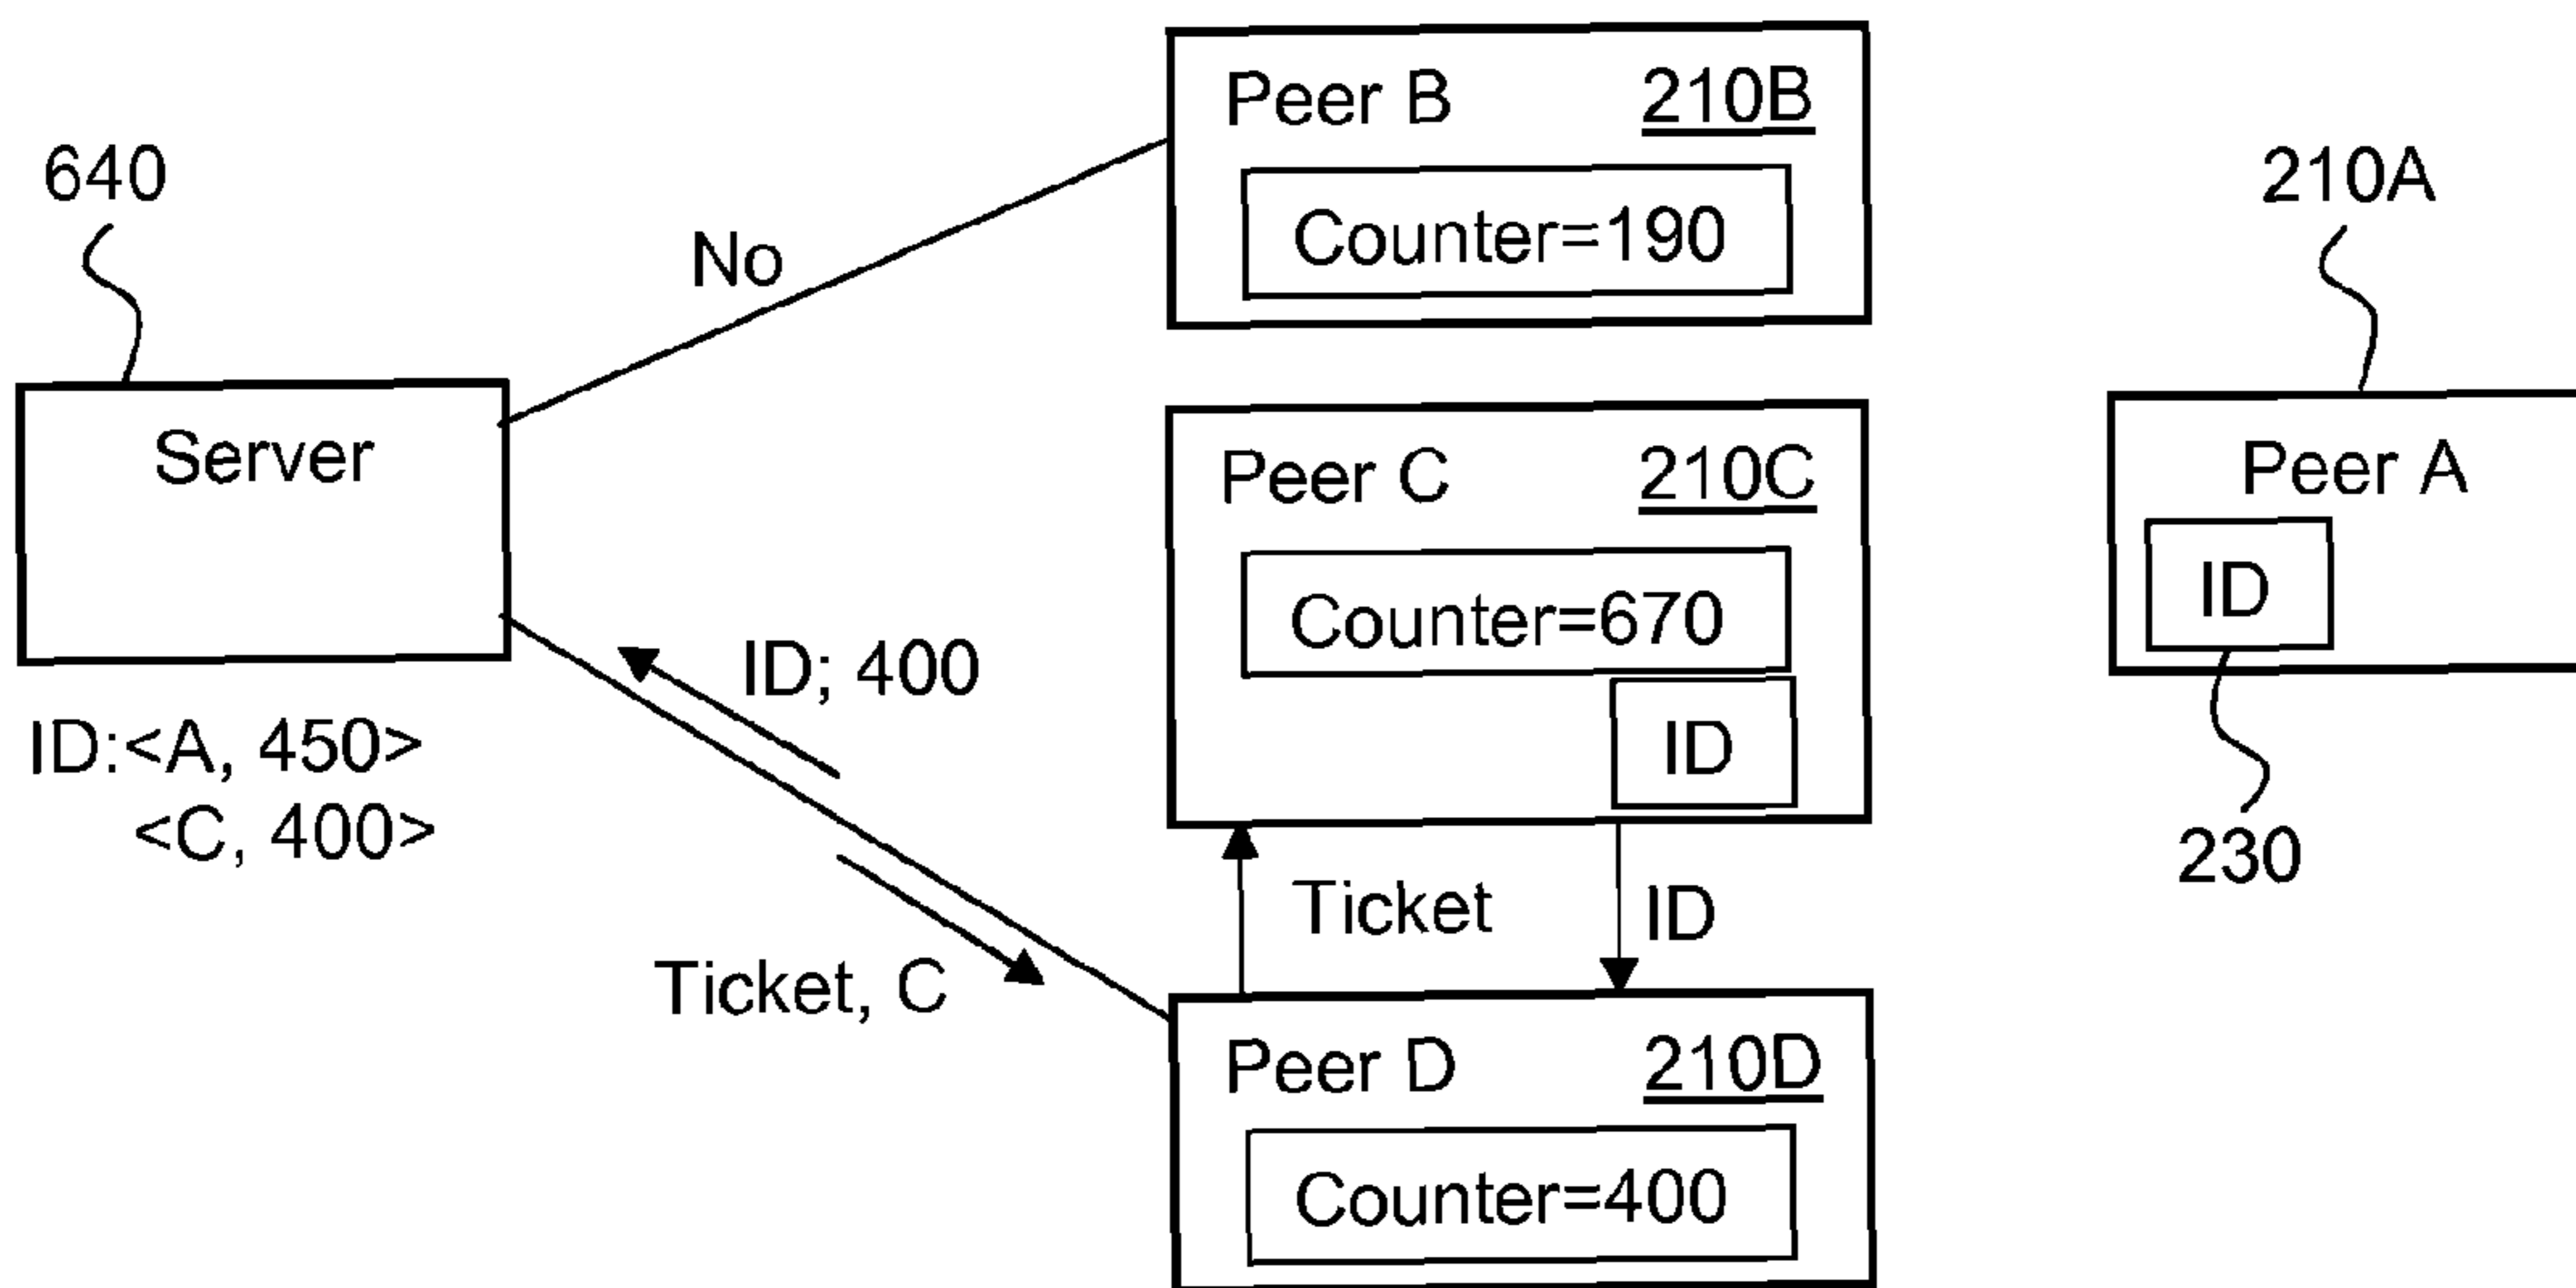 640
Server
ID:<A, 450>
<C, 400>
No
ID; 400
Ticket, C
Peer B 210B
Counter=190
Peer C 210C
Counter=670
ID
Ticket
ID
Peer D 210D
Counter=400
210A
Peer A
ID
230